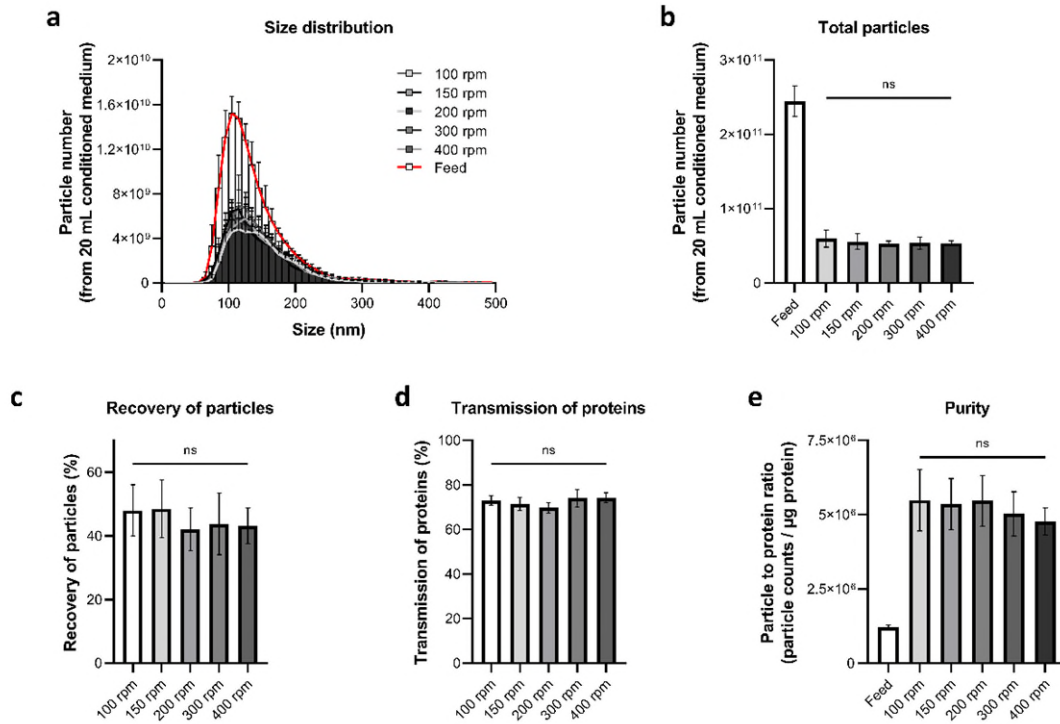 a
Size distribution
Particle number
(from 20 mL conditioned medium)
2×10¹⁰
1.6×10¹⁰
1.2×10¹⁰
8×10⁹
4×10⁹
0
0
100
200
300
400
500
Size (nm)
100 rpm
150 rpm
200 rpm
300 rpm
400 rpm
Feed
b
Total particles
Particle number
(from 20 mL conditioned medium)
3×10¹¹
2×10¹¹
1×10¹¹
0
ns
Feed
100 rpm
150 rpm
200 rpm
300 rpm
400 rpm
c
Recovery of particles
Recovery of particles (%)
60
40
20
0
ns
100 rpm
150 rpm
200 rpm
300 rpm
400 rpm
d
Transmission of proteins
Transmission of proteins (%)
100
80
60
40
20
0
ns
100 rpm
150 rpm
200 rpm
300 rpm
400 rpm
e
Purity
Particle to protein ratio
(particle counts / µg protein)
7.5×10⁶
5×10⁶
2.5×10⁶
0
ns
Feed
100 rpm
150 rpm
200 rpm
300 rpm
400 rpm